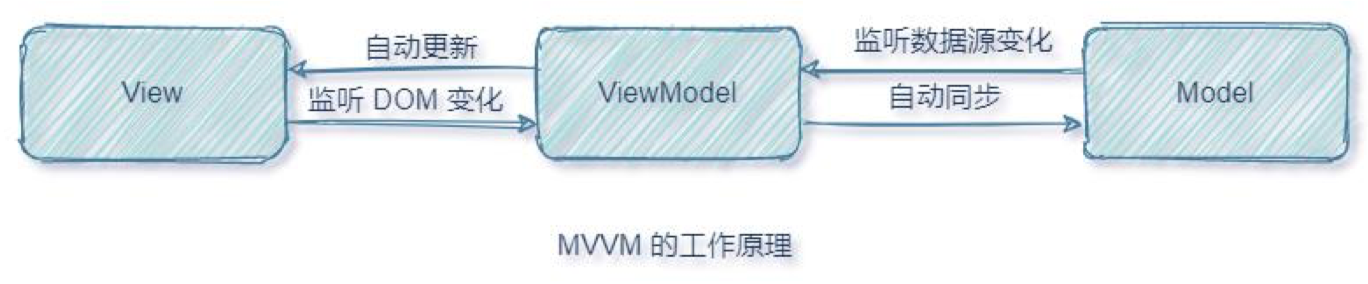 自动更新
监听数据源变化
View
监听 DOM 变化
ViewModel
自动同步
Model
MVVM 的工作原理